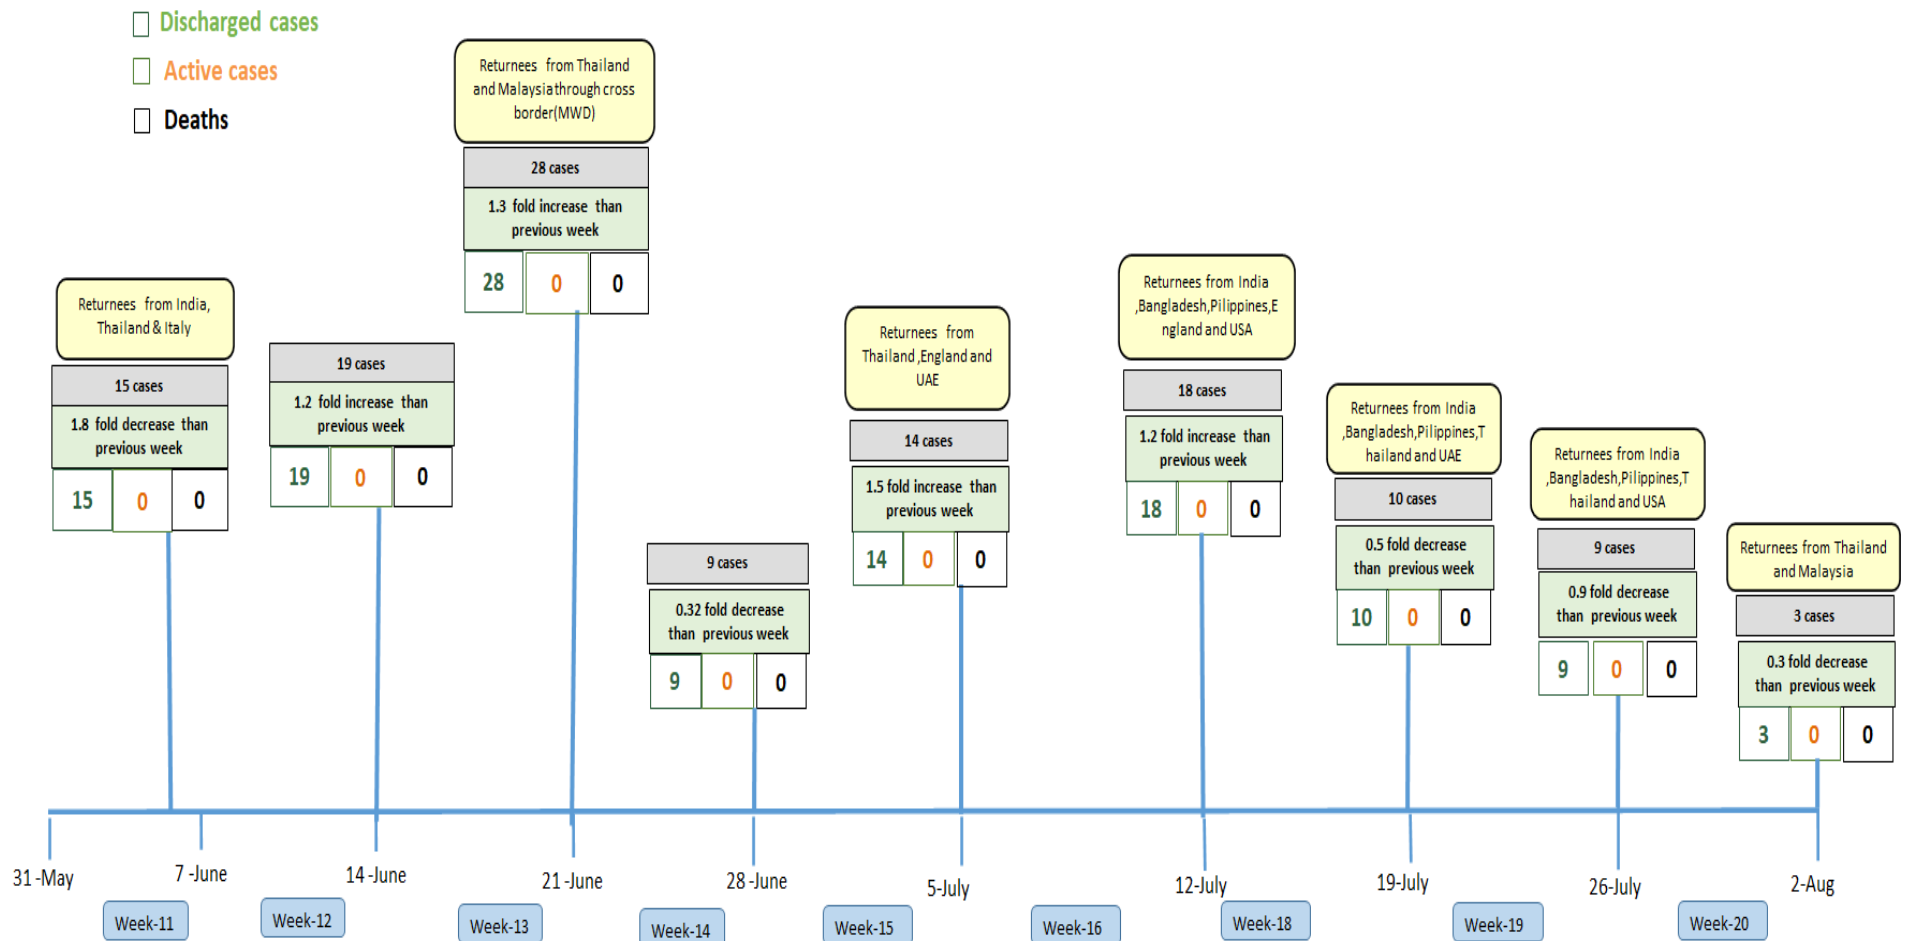 Discharged cases
Active cases
Deaths
Returnees from India,
Thailand & Italy
15 cases
1.8 fold decrease than
previous week
15 0 0
19 cases
1.2 fold increase than
previous week
19 0 0
Returnees from Thailand
and Malaysiathrough cross
border(MWD)
28 cases
1.3 fold increase than
previous week
28 0 0
9 cases
0.32 fold decrease
than previous week
9 0 0
Returnees from
Thailand ,England and
UAE
14 cases
1.5 fold increase than
previous week
14 0 0
Returnees from India
,Bangladesh,Pilippines,E
ngland and USA
18 cases
1.2 fold increase than
previous week
18 0 0
Returnees from India
,Bangladesh,Pilippines,T
hailand and UAE
10 cases
0.5 fold decrease
than previous week
10 0 0
Returnees from India
,Bangladesh,Pilippines,T
hailand and USA
9 cases
0.9 fold decrease
than previous week
9 0 0
Returnees from Thailand
and Malaysia
3 cases
0.3 fold decrease
than previous week
3 0 0
31 -May
7 -June
14 -June
21 -June
28 -June
5-July
12-July
19-July
26-July
2-Aug
Week-11
Week-12
Week-13
Week-14
Week-15
Week-16
Week-18
Week-19
Week-20